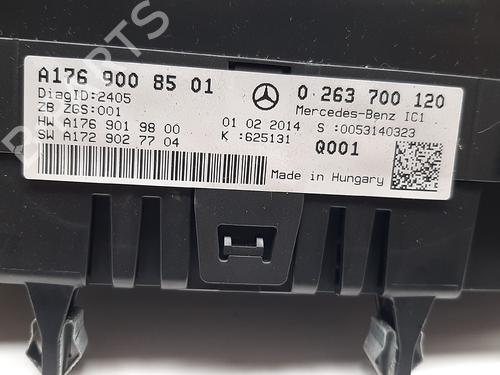 A176 900 85 01
0 263 700 120
DiagID:2405
Mercedes-Benz IC1
ZB ZGS:001
HW A176 901 98 00
01 02 2014
S :0053140323
SW A172 902 77 04
K :625131
Q001
Made in Hungary
PARTS